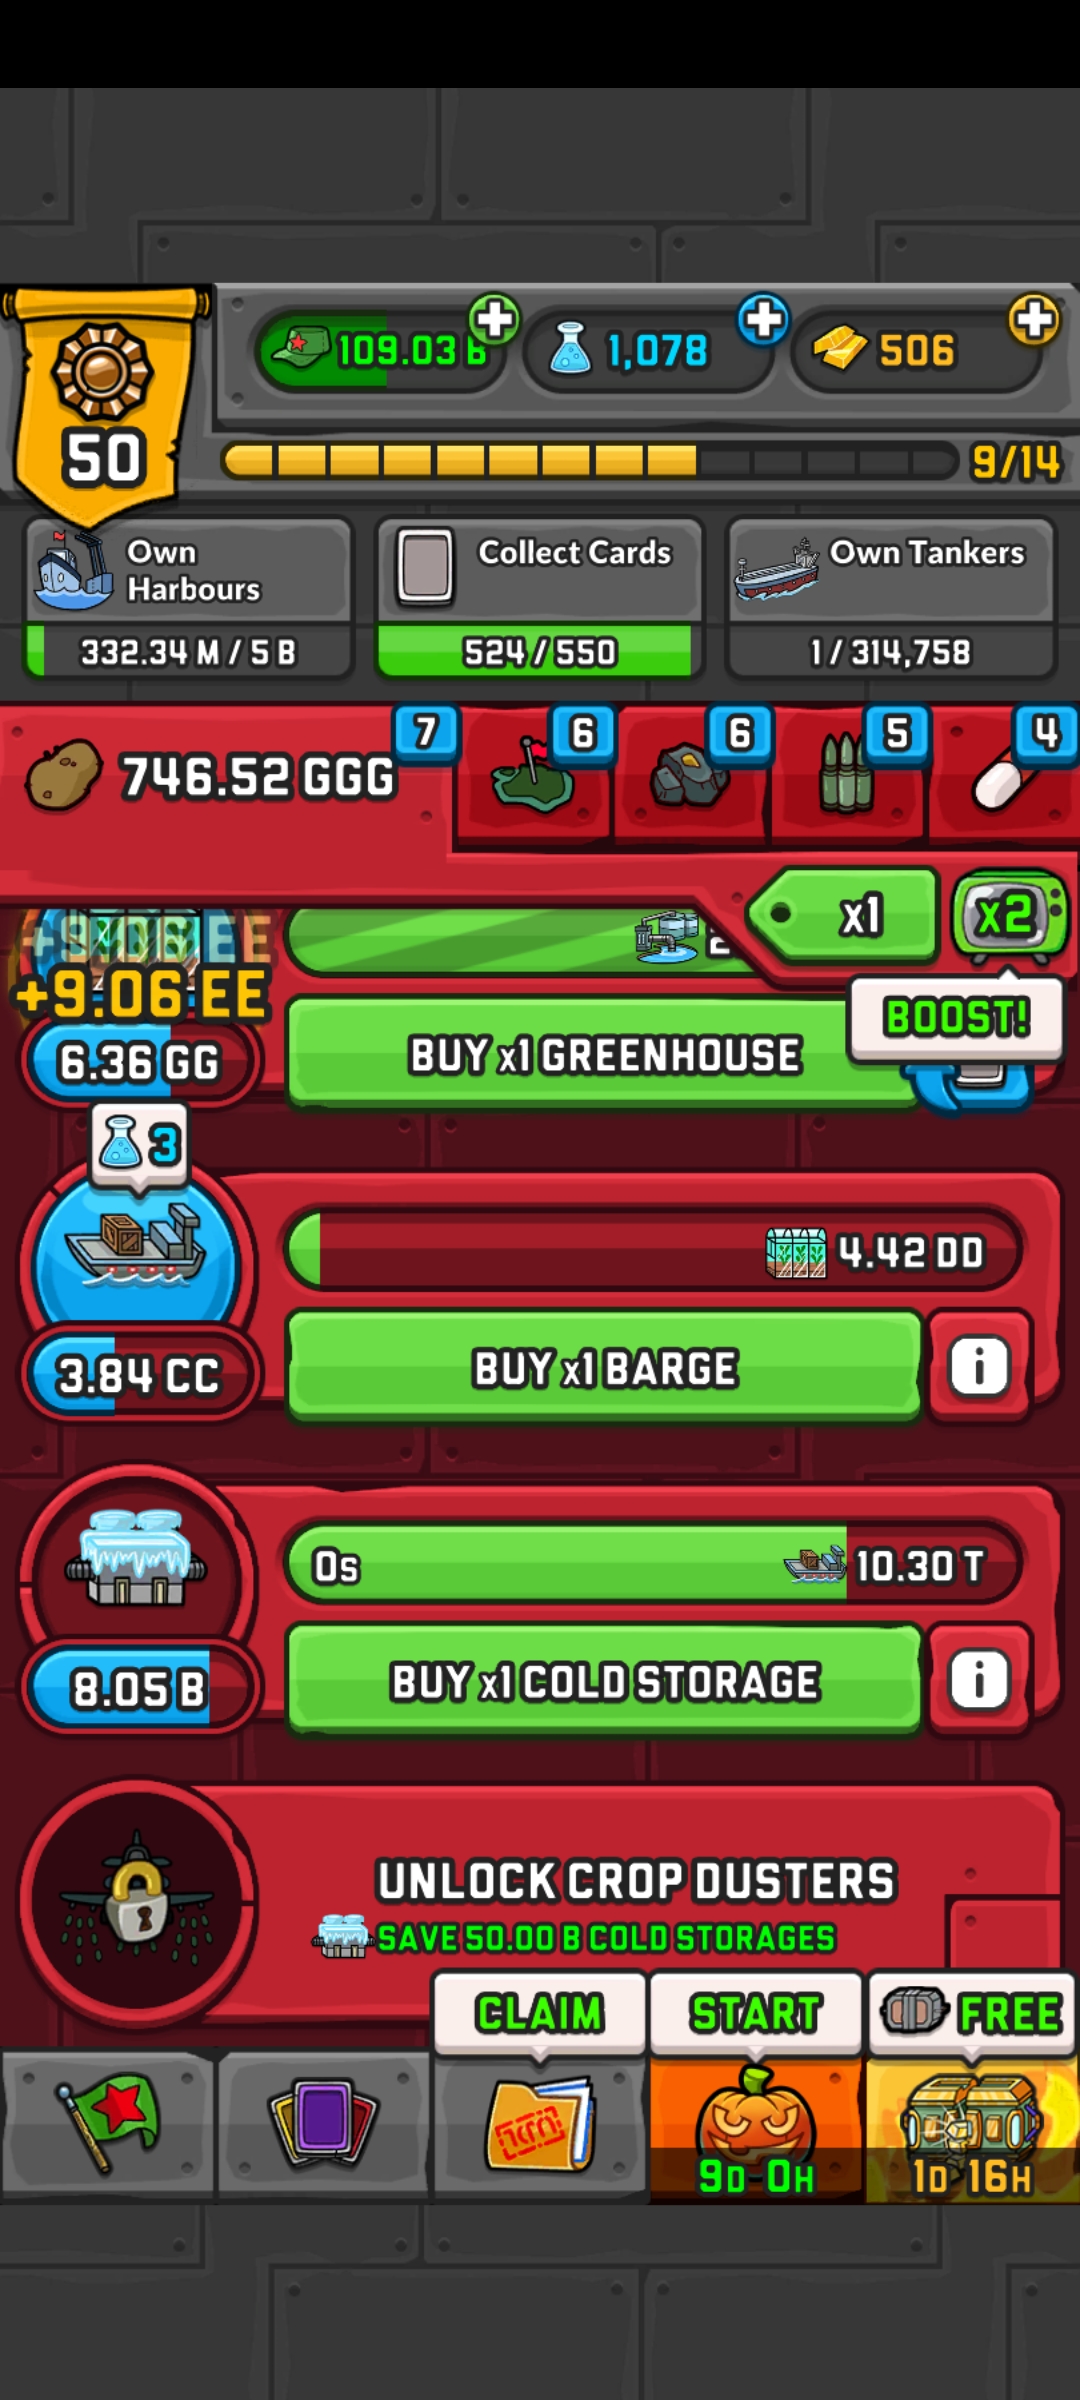 50
109.03 B
1,078
506
9/14
Own
Harbours
332.34 M / 5 B
Collect Cards
524 / 550
Own Tankers
1 / 314,758
746.52 GGG
7
6
6
5
4
x1
x2
BOOST!
+9.06 EE
6.36 GG
BUY x1 GREENHOUSE
3
4.42 DD
3.84 CC
BUY x1 BARGE
i
0s
10.30 T
8.05 B
BUY x1 COLD STORAGE
i
UNLOCK CROP DUSTERS
SAVE 50.00 B COLD STORAGES
CLAIM
START
FREE
9D 0H
1D 16H